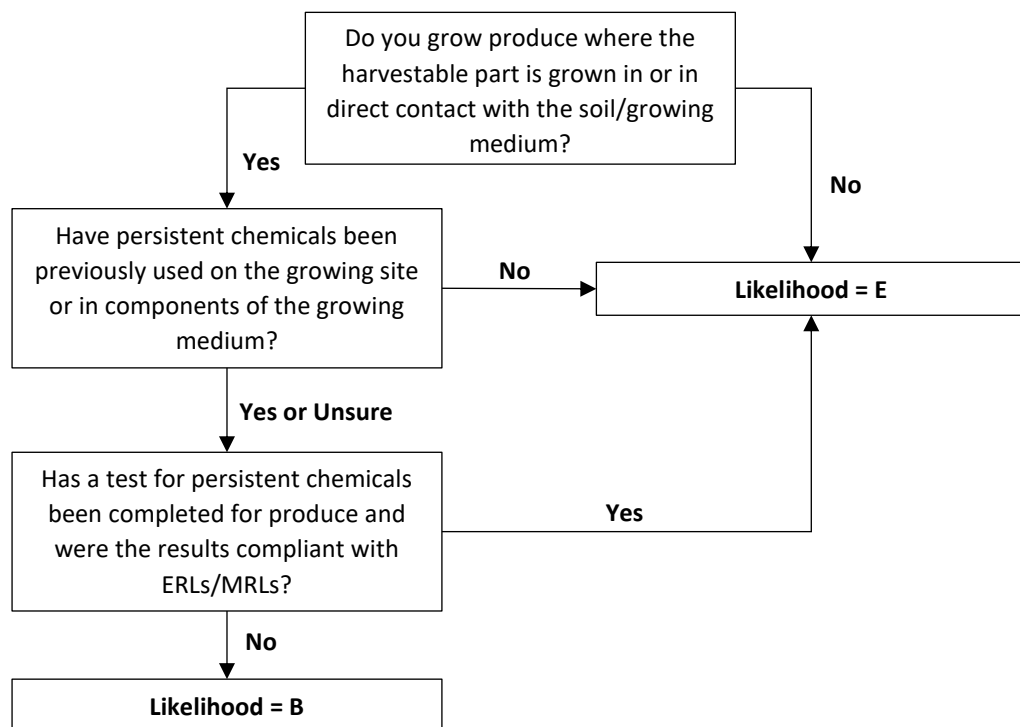 Do you grow produce where the
harvestable part is grown in or in
direct contact with the soil/growing
medium?
Yes
No
Have persistent chemicals been
previously used on the growing site
or in components of the growing
medium?
No
Likelihood = E
Yes or Unsure
Has a test for persistent chemicals
been completed for produce and
were the results compliant with
ERLs/MRLs?
Yes
No
Likelihood = B